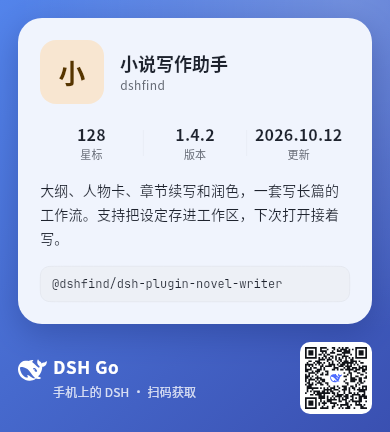 小
小说写作助手
dshfind
128
星标
1.4.2
版本
2026.10.12
更新
大纲、人物卡、章节续写和润色，一套写长篇的
工作流。支持把设定存进工作区，下次打开接着
写。
@dshfind/dsh-plugin-novel-writer
DSH Go
手机上的 DSH · 扫码获取